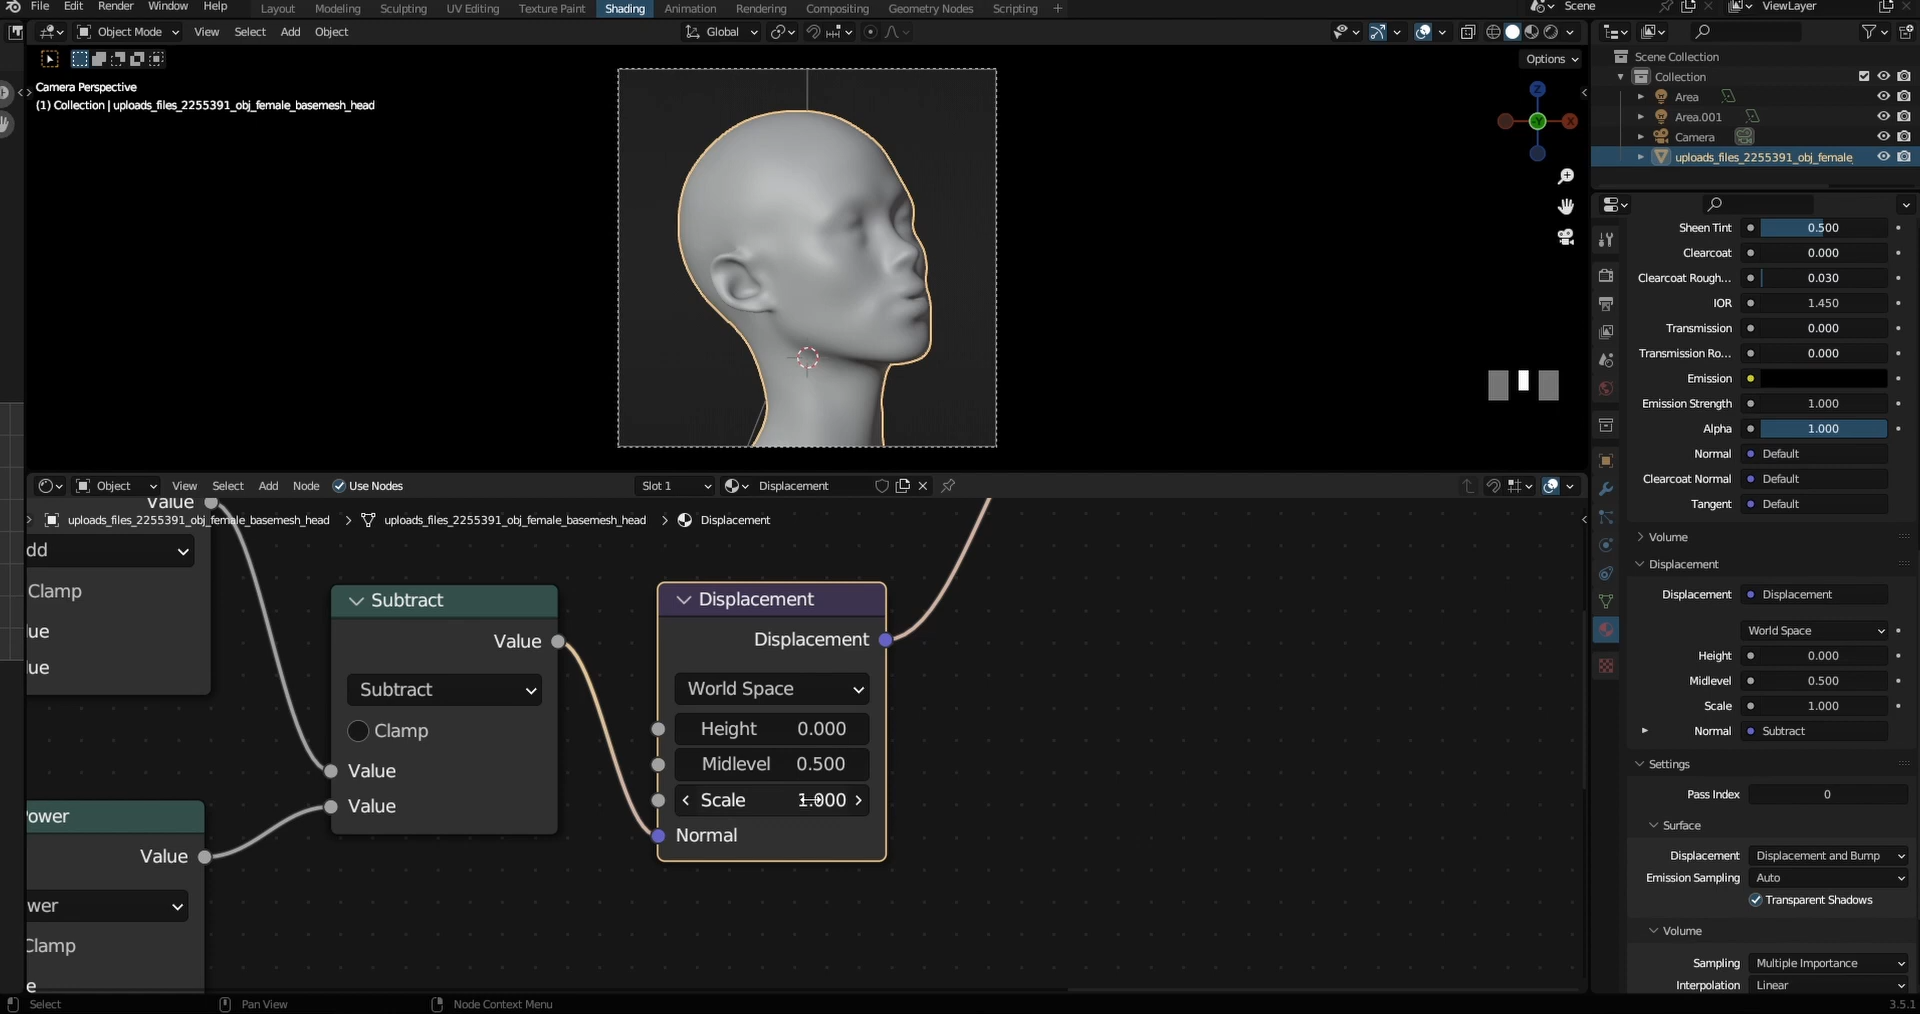 File Edit Render Window Help Layout Modeling Sculpting UV Editing Texture Paint Shading Animation Rendering Compositing Geometry Nodes Scripting + Scene ViewLayer
Object Mode View Select Add Object Global
Options
Camera Perspective
(1) Collection | uploads_files_2255391_obj_female_basemesh_head
Z
Y
X
Object View Select Add Node Use Nodes Slot 1 Displacement
Value
uploads_files_2255391_obj_female_basemesh_head > uploads_files_2255391_obj_female_basemesh_head > Displacement
dd
Clamp
lue
lue
Power
Value
wer
Clamp
e
Subtract
Value
Subtract
Clamp
Value
Value
Displacement
Displacement
World Space
Height 0.000
Midlevel 0.500
Scale 1.000
Normal
Scene Collection
Collection
Area
Area.001
Camera
uploads_files_2255391_obj_female
Sheen Tint 0.500
Clearcoat 0.000
Clearcoat Rough... 0.030
IOR 1.450
Transmission 0.000
Transmission Ro... 0.000
Emission
Emission Strength 1.000
Alpha 1.000
Normal Default
Clearcoat Normal Default
Tangent Default
Volume
Displacement
Displacement Displacement
World Space
Height 0.000
Midlevel 0.500
Scale 1.000
Normal Subtract
Settings
Pass Index 0
Surface
Displacement Displacement and Bump
Emission Sampling Auto
Transparent Shadows
Volume
Sampling Multiple Importance
Interpolation Linear
Select Pan View Node Context Menu 3.5.1